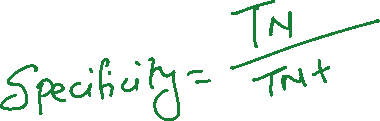 Specificity = TN / TN+